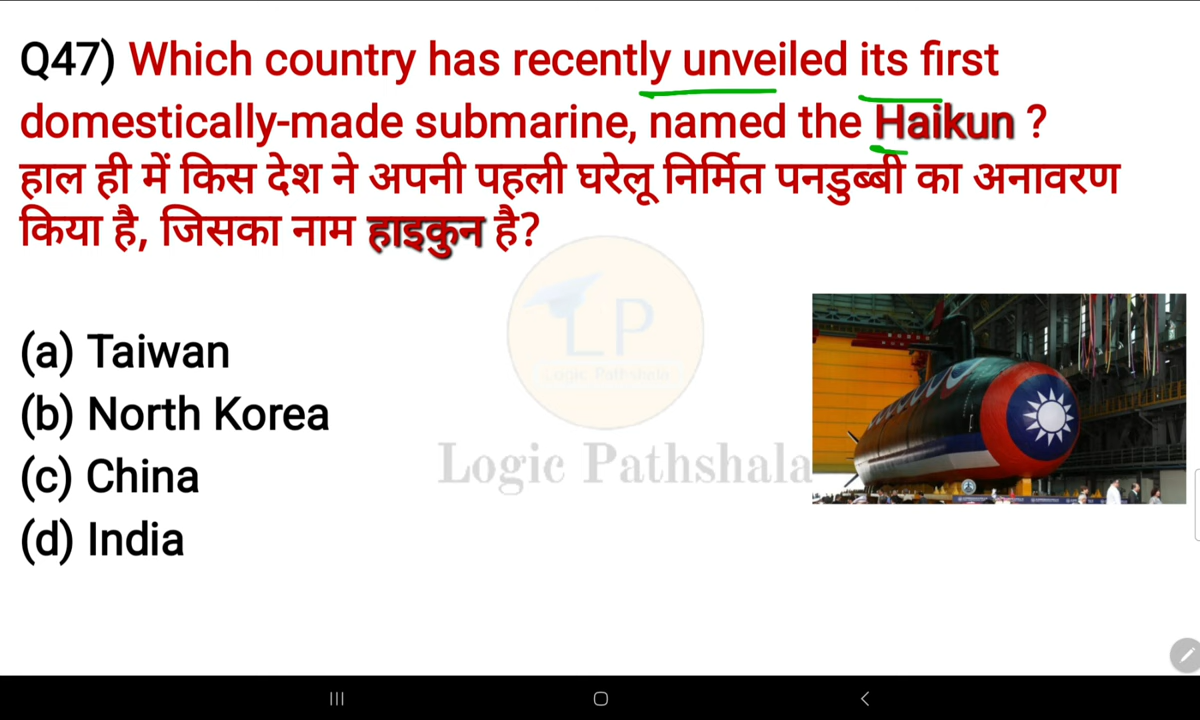 Q47) Which country has recently unveiled its first
domestically-made submarine, named the Haikun ?
हाल ही में किस देश ने अपनी पहली घरेलू निर्मित पनडुब्बी का अनावरण
किया है, जिसका नाम हाइकुन है?
LP
Logic Pathshala
Logic Pathshala
(a) Taiwan
(b) North Korea
(c) China
(d) India